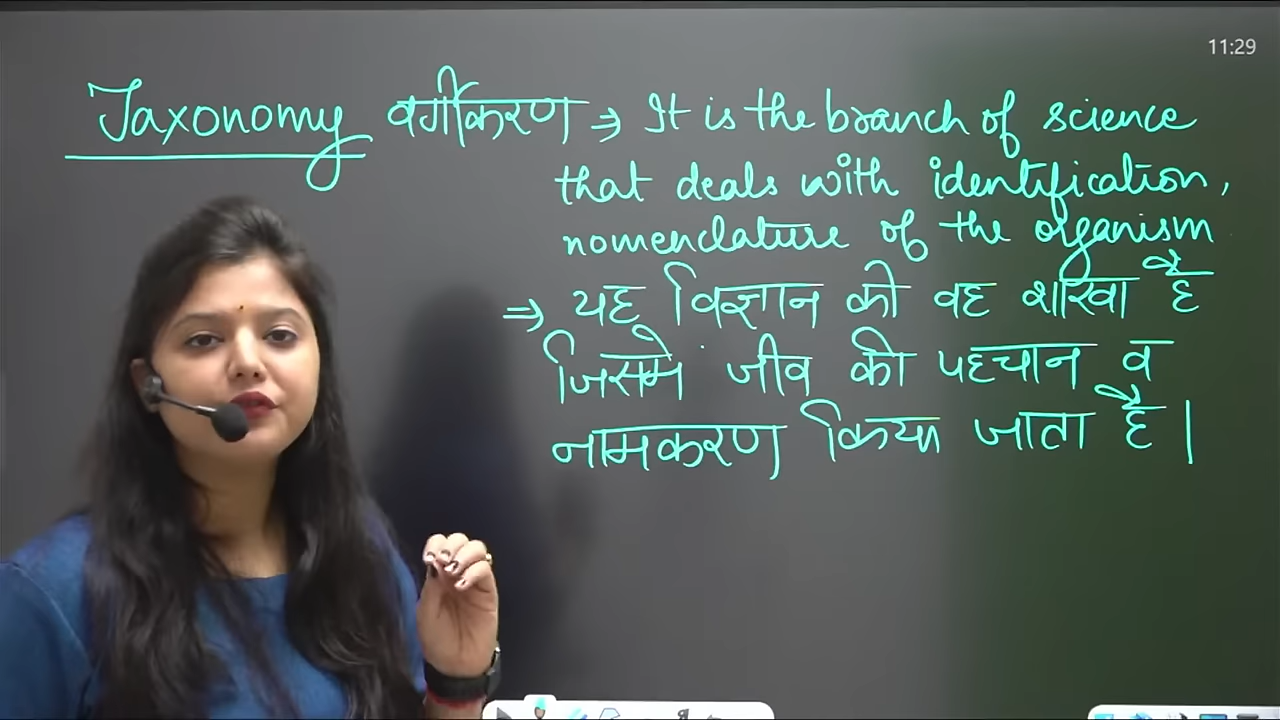 11:29
Taxonomy वर्गीकरण ⇒ It is the branch of science
that deals with identification,
nomenclature of the organism
⇒ यह विज्ञान की वह शाखा है
जिसमे जीव की पहचान व
नामकरण किया जाता है।